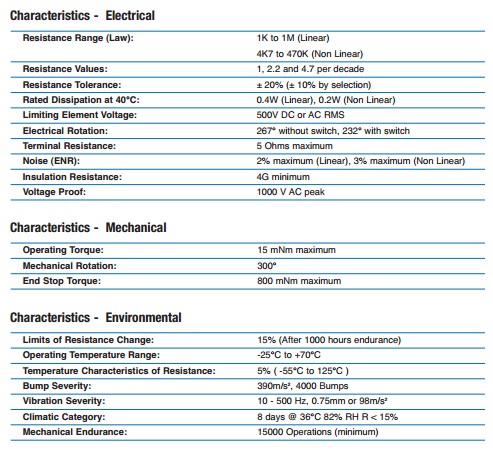 Characteristics - Electrical
Resistance Range (Law): 1K to 1M (Linear)
4K7 to 470K (Non Linear)
Resistance Values: 1, 2.2 and 4.7 per decade
Resistance Tolerance: ± 20% (± 10% by selection)
Rated Dissipation at 40°C: 0.4W (Linear), 0.2W (Non Linear)
Limiting Element Voltage: 500V DC or AC RMS
Electrical Rotation: 267° without switch, 232° with switch
Terminal Resistance: 5 Ohms maximum
Noise (ENR): 2% maximum (Linear), 3% maximum (Non Linear)
Insulation Resistance: 4G minimum
Voltage Proof: 1000 V AC peak
Characteristics - Mechanical
Operating Torque: 15 mNm maximum
Mechanical Rotation: 300°
End Stop Torque: 800 mNm maximum
Characteristics - Environmental
Limits of Resistance Change: 15% (After 1000 hours endurance)
Operating Temperature Range: -25°C to +70°C
Temperature Characteristics of Resistance: 5% ( -55°C to 125°C )
Bump Severity: 390m/s², 4000 Bumps
Vibration Severity: 10 - 500 Hz, 0.75mm or 98m/s²
Climatic Category: 8 days @ 36°C 82% RH R < 15%
Mechanical Endurance: 15000 Operations (minimum)